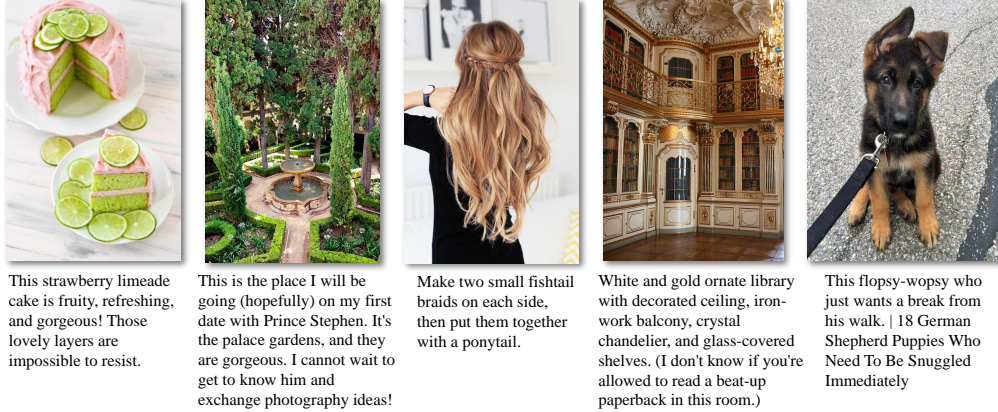 This strawberry limeade
cake is fruity, refreshing,
and gorgeous! Those
lovely layers are
impossible to resist.
This is the place I will be
going (hopefully) on my first
date with Prince Stephen. It's
the palace gardens, and they
are gorgeous. I cannot wait to
get to know him and
exchange photography ideas!
Make two small fishtail
braids on each side,
then put them together
with a ponytail.
White and gold ornate library
with decorated ceiling, iron-
work balcony, crystal
chandelier, and glass-covered
shelves. (I don't know if you're
allowed to read a beat-up
paperback in this room.)
This flopsy-wopsy who
just wants a break from
his walk. | 18 German
Shepherd Puppies Who
Need To Be Snuggled
Immediately